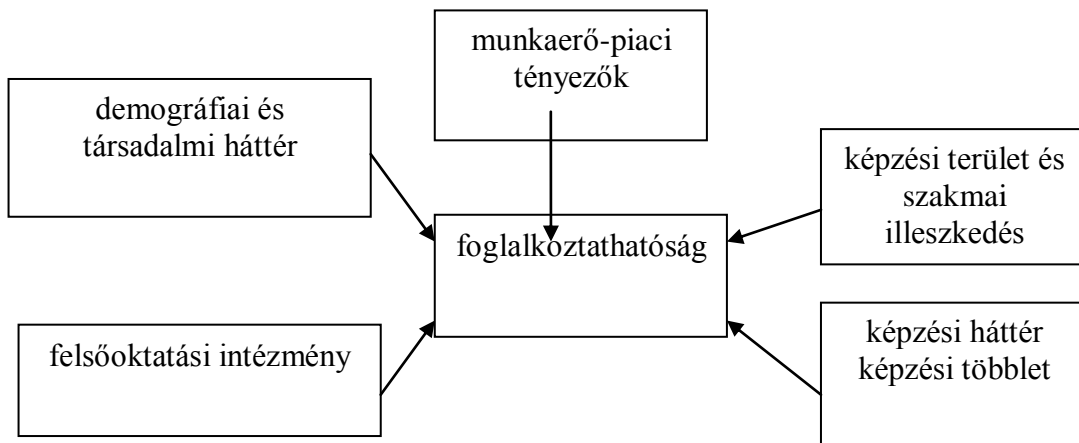 munkaerő-piaci
tényezők
demográfiai és
társadalmi háttér
képzési terület és
szakmai
illeszkedés
foglalkoztathatóság
felsőoktatási intézmény
képzési háttér
képzési többlet